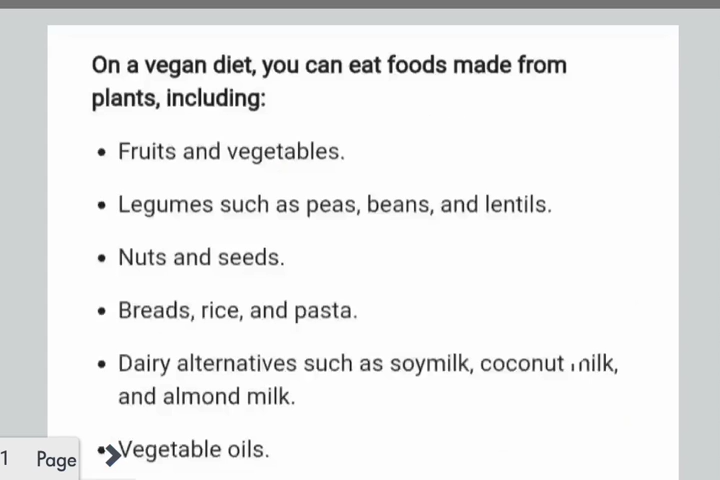 On a vegan diet, you can eat foods made from
plants, including:
• Fruits and vegetables.
• Legumes such as peas, beans, and lentils.
• Nuts and seeds.
• Breads, rice, and pasta.
• Dairy alternatives such as soymilk, coconut milk,
and almond milk.
• Vegetable oils.
1 Page